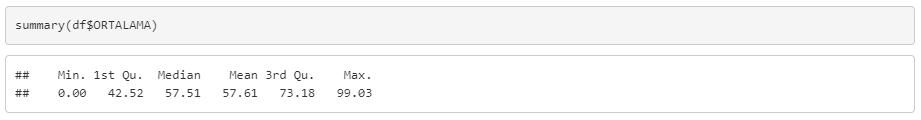 summary(df$ORTALAMA)
##    Min. 1st Qu.  Median    Mean 3rd Qu.    Max.
##    0.00   42.52   57.51   57.61   73.18   99.03